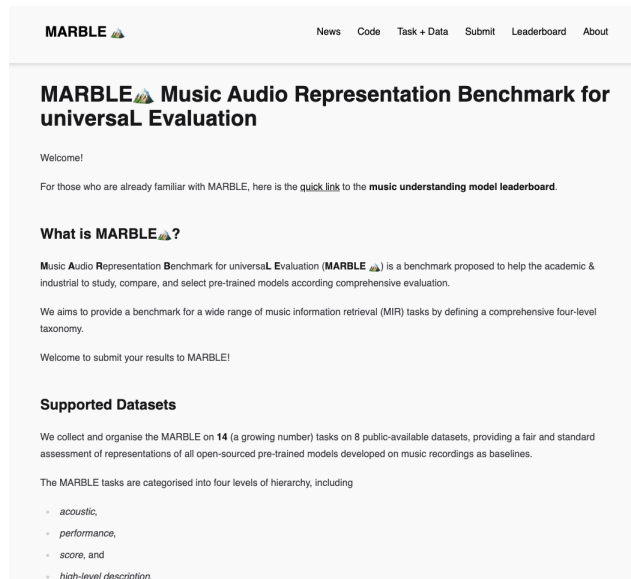 MARBLE
News Code Task + Data Submit Leaderboard About
MARBLE Music Audio Representation Benchmark for
universaL Evaluation
Welcome!
For those who are already familiar with MARBLE, here is the quick link to the music understanding model leaderboard.
What is MARBLE?
Music Audio Representation Benchmark for universaL Evaluation (MARBLE) is a benchmark proposed to help the academic &
industrial to study, compare, and select pre-trained models according comprehensive evaluation.
We aims to provide a benchmark for a wide range of music information retrieval (MIR) tasks by defining a comprehensive four-level
taxonomy.
Welcome to submit your results to MARBLE!
Supported Datasets
We collect and organise the MARBLE on 14 (a growing number) tasks on 8 public-available datasets, providing a fair and standard
assessment of representations of all open-sourced pre-trained models developed on music recordings as baselines.
The MARBLE tasks are categorised into four levels of hierarchy, including
acoustic,
performance,
score, and
high-level description.